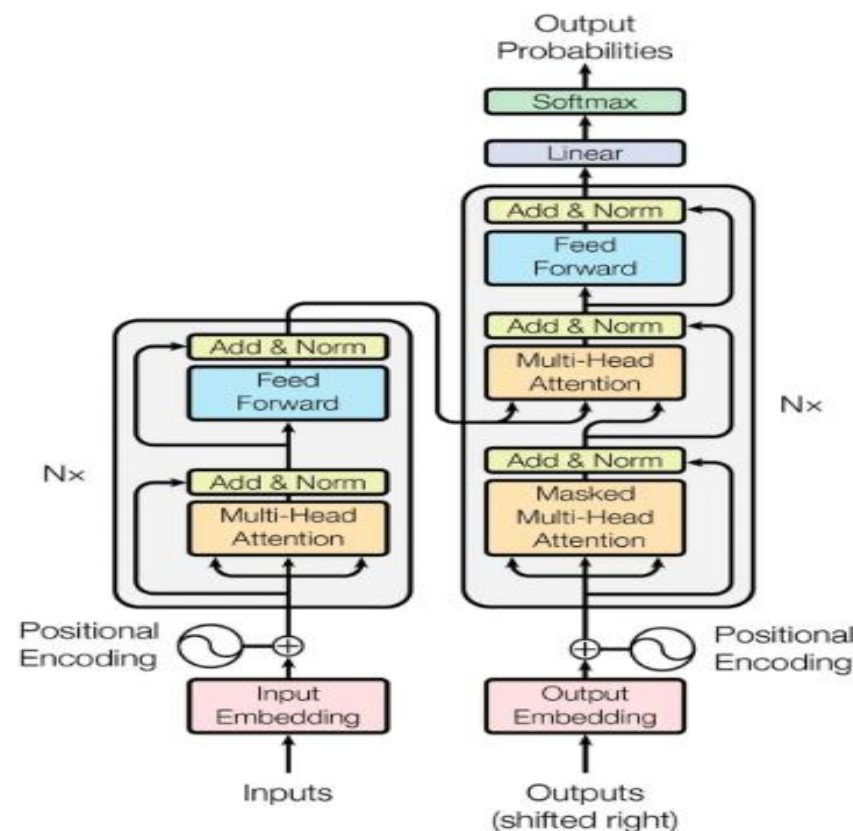 Output
Probabilities
Softmax
Linear
Add & Norm
Feed
Forward
Add & Norm
Multi-Head
Attention
Nx
Add & Norm
Masked
Multi-Head
Attention
Positional
Encoding
Output
Embedding
Outputs
(shifted right)
Add & Norm
Feed
Forward
Nx
Add & Norm
Multi-Head
Attention
Positional
Encoding
Input
Embedding
Inputs